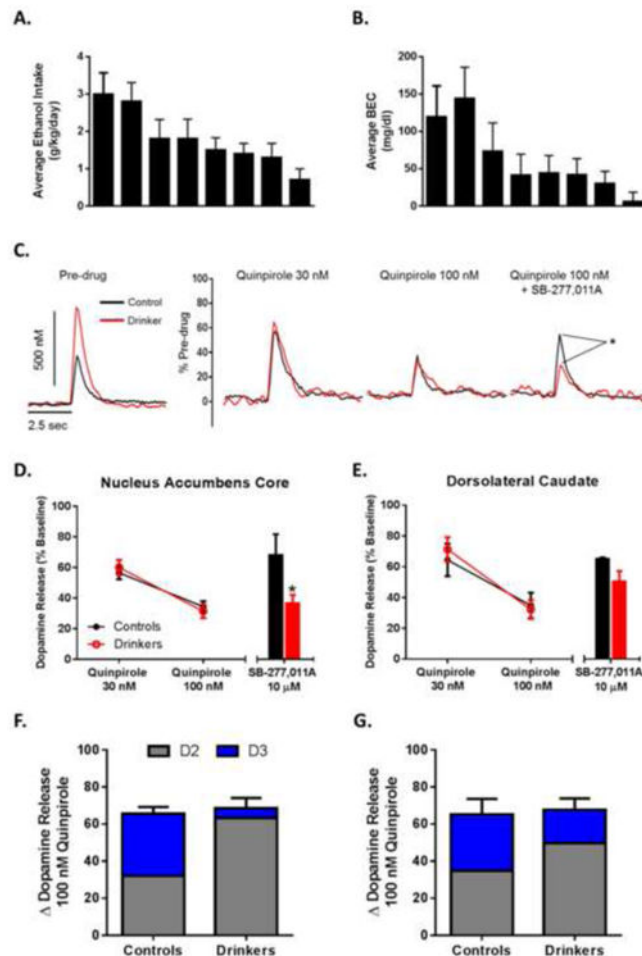 A.
Average Ethanol Intake
(g/kg/day)
4
3
2
1
0
B.
Average BEC
(mg/dl)
200
150
100
50
0
C.
Pre-drug
Control
Drinker
500 nM
2.5 sec
% Pre-drug
100
80
60
40
20
0
Quinpirole 30 nM
Quinpirole 100 nM
Quinpirole 100 nM
+ SB-277,011A
*
D.
Nucleus Accumbens Core
Dopamine Release (% Baseline)
100
80
60
40
20
0
Controls
Drinkers
*
Quinpirole
30 nM
Quinpirole
100 nM
SB-277,011A
10 µM
E.
Dorsolateral Caudate
Dopamine Release (% Baseline)
100
80
60
40
20
0
Quinpirole
30 nM
Quinpirole
100 nM
SB-277,011A
10 µM
F.
D2
D3
Δ Dopamine Release
100 nM Quinpirole
100
80
60
40
20
0
Controls
Drinkers
G.
Δ Dopamine Release
100 nM Quinpirole
100
80
60
40
20
0
Controls
Drinkers